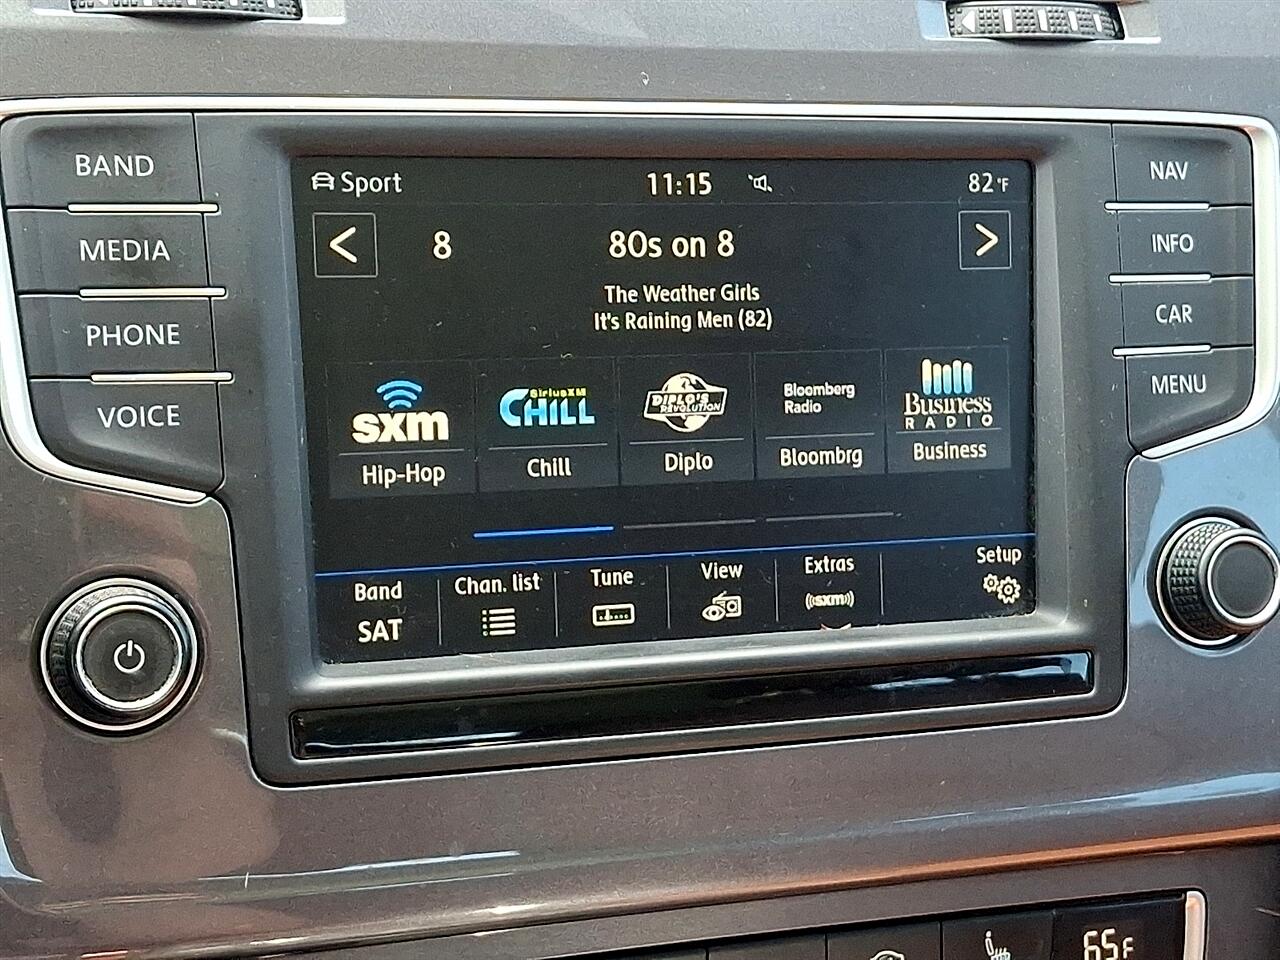 BAND
MEDIA
PHONE
VOICE
Sport
11:15
82°F
8
80s on 8
The Weather Girls
It's Raining Men (82)
sxm
Hip-Hop
SiriusXM
CHILL
Chill
DIPLO'S
REVOLUTION
Diplo
Bloomberg
Radio
Bloombrg
Business
RADIO
Business
Band
SAT
Chan. list
Tune
View
Extras
((sxm))
Setup
NAV
INFO
CAR
MENU
65F